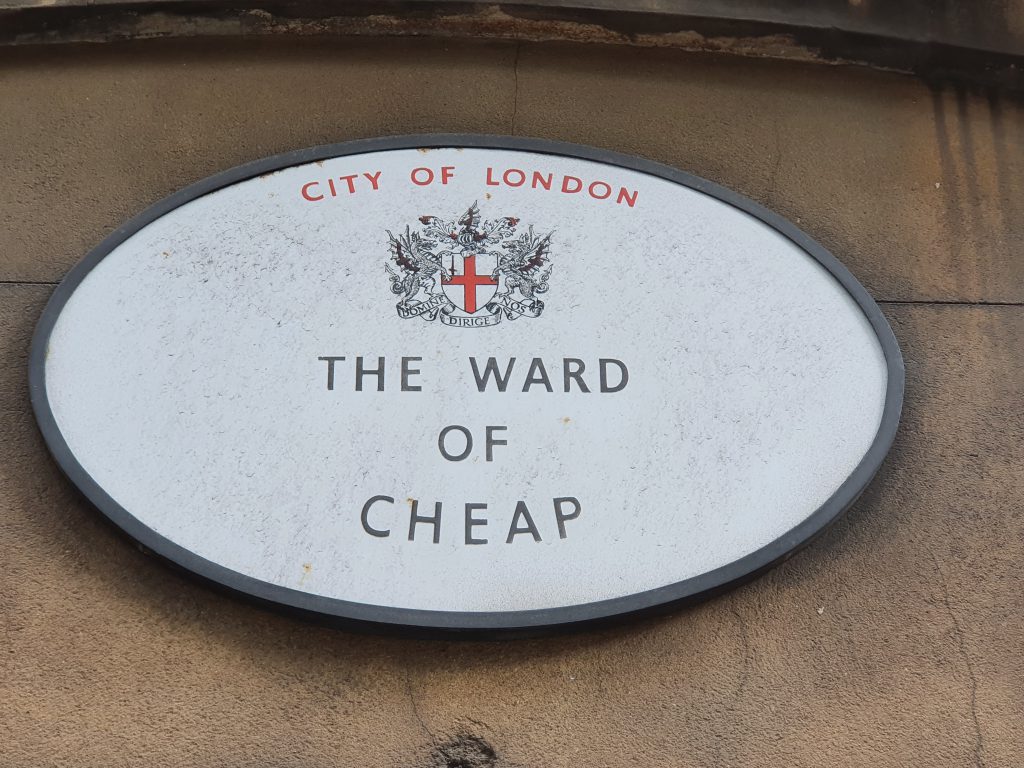 CITY OF LONDON
DOMINE DIRIGE NOS
THE WARD
OF
CHEAP